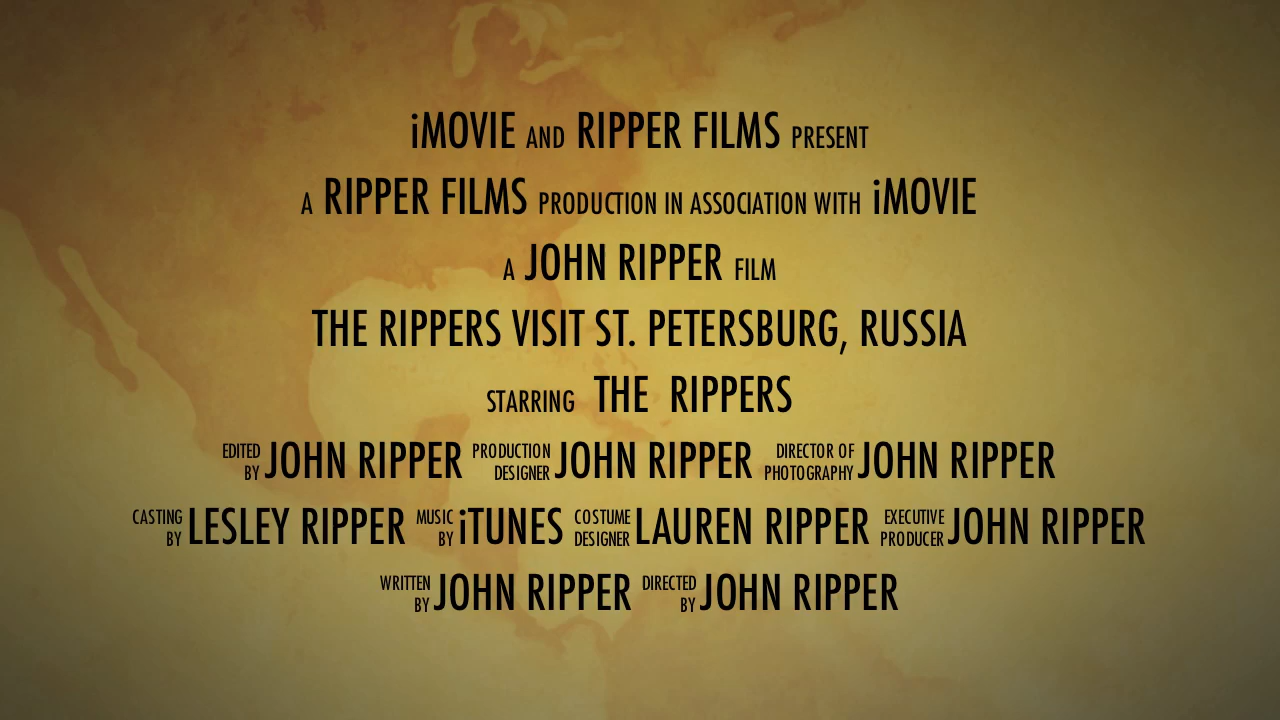 iMOVIE AND RIPPER FILMS PRESENT
A RIPPER FILMS PRODUCTION IN ASSOCIATION WITH iMOVIE
A JOHN RIPPER FILM
THE RIPPERS VISIT ST. PETERSBURG, RUSSIA
STARRING THE RIPPERS
EDITED BY JOHN RIPPER PRODUCTION DESIGNER JOHN RIPPER DIRECTOR OF PHOTOGRAPHY JOHN RIPPER
CASTING BY LESLEY RIPPER MUSIC BY iTUNES COSTUME DESIGNER LAUREN RIPPER EXECUTIVE PRODUCER JOHN RIPPER
WRITTEN BY JOHN RIPPER DIRECTED BY JOHN RIPPER